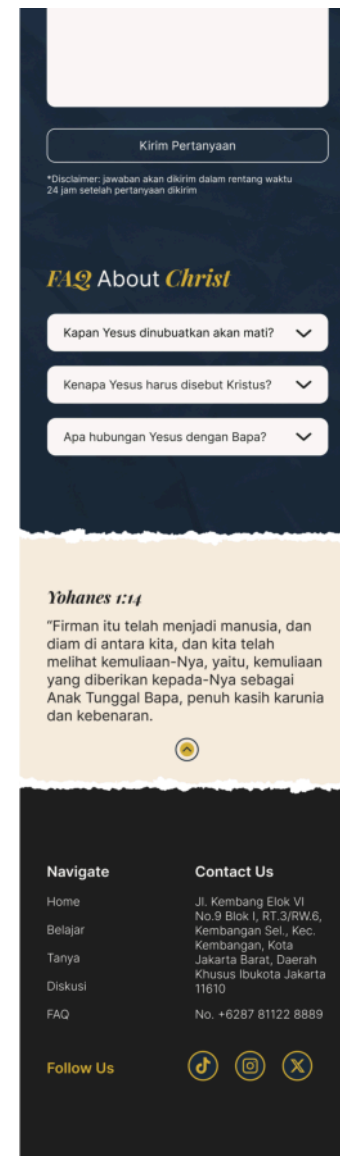 Kirim Pertanyaan
*Disclaimer: jawaban akan dikirim dalam rentang waktu
24 jam setelah pertanyaan dikirim
FAQ About Christ
Kapan Yesus dinubuatkan akan mati?
Kenapa Yesus harus disebut Kristus?
Apa hubungan Yesus dengan Bapa?
Yohanes 1:14
“Firman itu telah menjadi manusia, dan
diam di antara kita, dan kita telah
melihat kemuliaan-Nya, yaitu, kemuliaan
yang diberikan kepada-Nya sebagai
Anak Tunggal Bapa, penuh kasih karunia
dan kebenaran.
Navigate
Home
Belajar
Tanya
Diskusi
FAQ
Contact Us
Jl. Kembang Elok VI
No.9 Blok I, RT.3/RW.6,
Kembangan Sel., Kec.
Kembangan, Kota
Jakarta Barat, Daerah
Khusus Ibukota Jakarta
11610
No. +6287 81122 8889
Follow Us